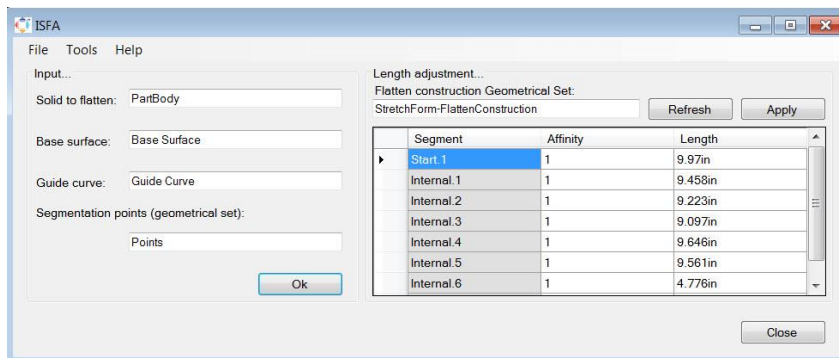 ISFA
File Tools Help
Input...
Solid to flatten: PartBody
Base surface: Base Surface
Guide curve: Guide Curve
Segmentation points (geometrical set):
Points
Ok
Length adjustment...
Flatten construction Geometrical Set:
StretchForm-FlattenConstruction Refresh Apply
Segment Affinity Length
Start.1 1 9.97in
Internal.1 1 9.458in
Internal.2 1 9.223in
Internal.3 1 9.097in
Internal.4 1 9.646in
Internal.5 1 9.561in
Internal.6 1 4.776in
Close